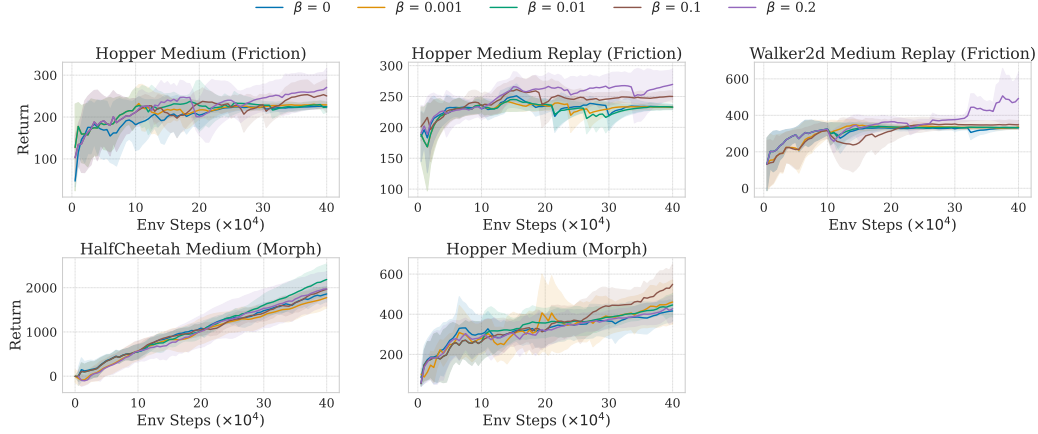 β = 0 β = 0.001 β = 0.01 β = 0.1 β = 0.2
Hopper Medium (Friction)
Return
300
200
100
0 10 20 30 40
Env Steps (×10⁴)
Hopper Medium Replay (Friction)
300
250
200
150
100
0 10 20 30 40
Env Steps (×10⁴)
Walker2d Medium Replay (Friction)
600
400
200
0
0 10 20 30 40
Env Steps (×10⁴)
HalfCheetah Medium (Morph)
Return
2000
1000
0
0 10 20 30 40
Env Steps (×10⁴)
Hopper Medium (Morph)
600
400
200
0 10 20 30 40
Env Steps (×10⁴)